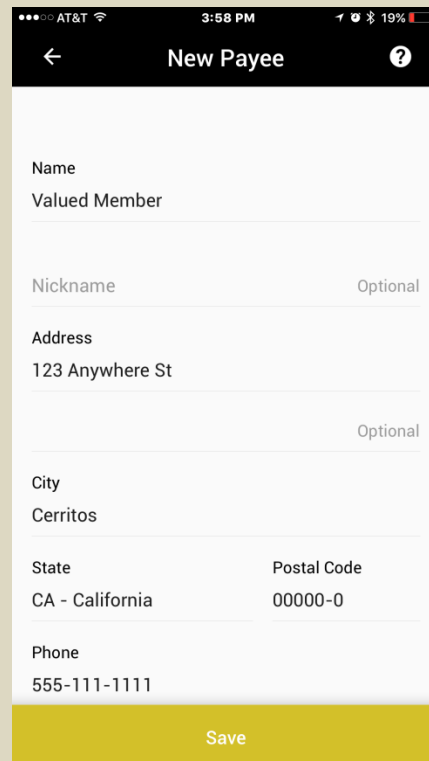 AT&T 3:58 PM 19%
New Payee ?
Name
Valued Member
Nickname Optional
Address
123 Anywhere St
Optional
City
Cerritos
State Postal Code
CA - California 00000-0
Phone
555-111-1111
Save